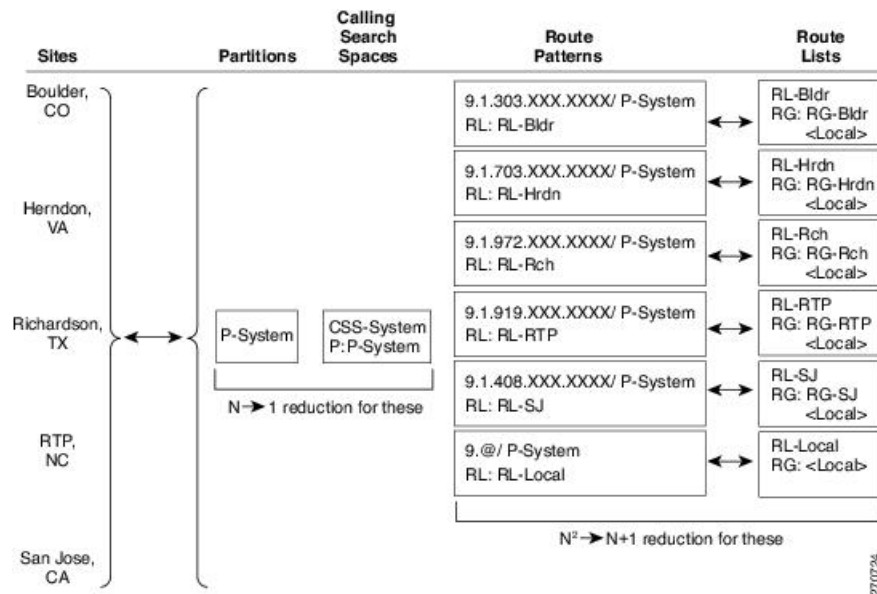 Sites
Partitions
Calling
Search
Spaces
Route
Patterns
Route
Lists
Boulder,
CO
Herndon,
VA
Richardson,
TX
RTP,
NC
San Jose,
CA
P-System
CSS-System
P:P-System
N→1 reduction for these
9.1.303.XXX.XXXX/ P-System
RL: RL-Bldr
RL-Bldr
RG: RG-Bldr
<Local>
9.1.703.XXX.XXXX/ P-System
RL: RL-Hrdn
RL-Hrdn
RG: RG-Hrdn
<Local>
9.1.972.XXX.XXXX/ P-System
RL: RL-Rch
RL-Rch
RG: RG-Rch
<Local>
9.1.919.XXX.XXXX/ P-System
RL: RL-RTP
RL-RTP
RG: RG-RTP
<Local>
9.1.408.XXX.XXXX/ P-System
RL: RL-SJ
RL-SJ
RG: RG-SJ
<Local>
9.@/ P-System
RL: RL-Local
RL-Local
RG: <Local>
N²→N+1 reduction for these
270724